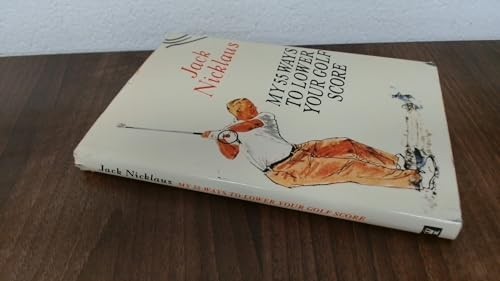 Jack
Nicklaus
MY 55 WAYS
TO LOWER
YOUR GOLF
SCORE
Jack Nicklaus MY 55 WAYS TO LOWER YOUR GOLF SCORE